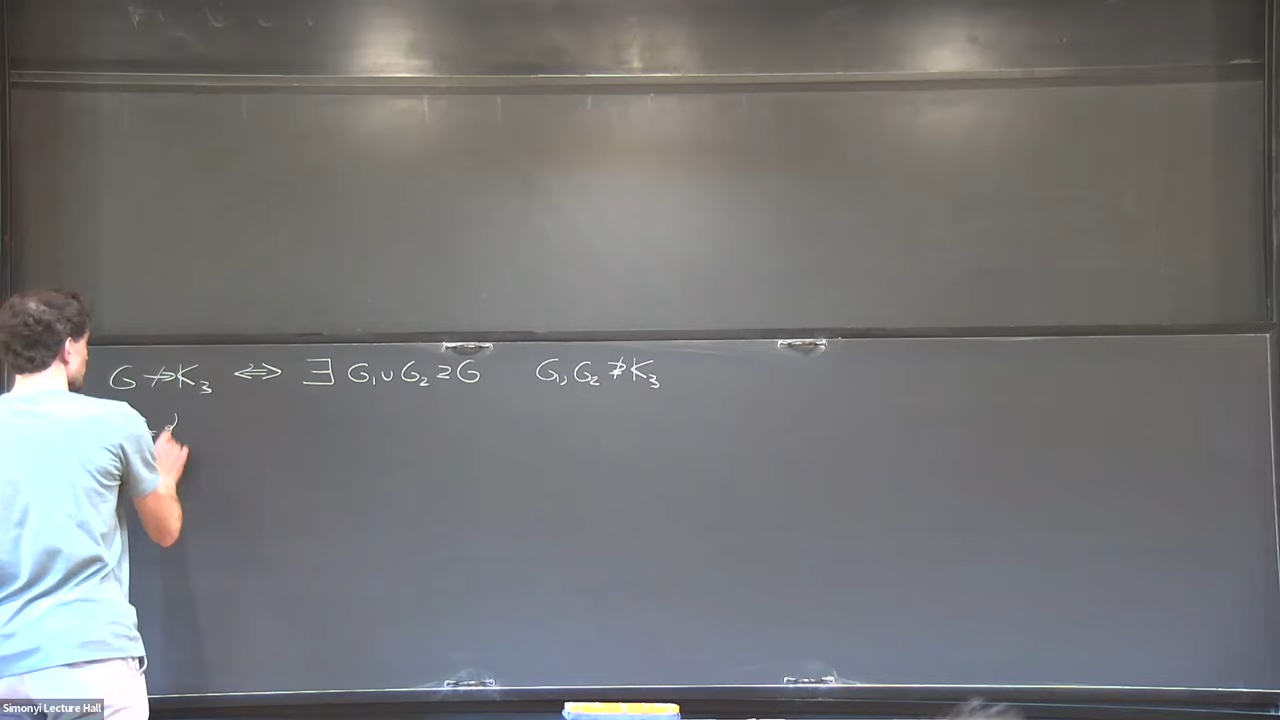 G ↛ K₃ ⇔ ∃ G₁ ∪ G₂ ⊇ G G₁, G₂ ⊉ K₃
Simonyi Lecture Hall